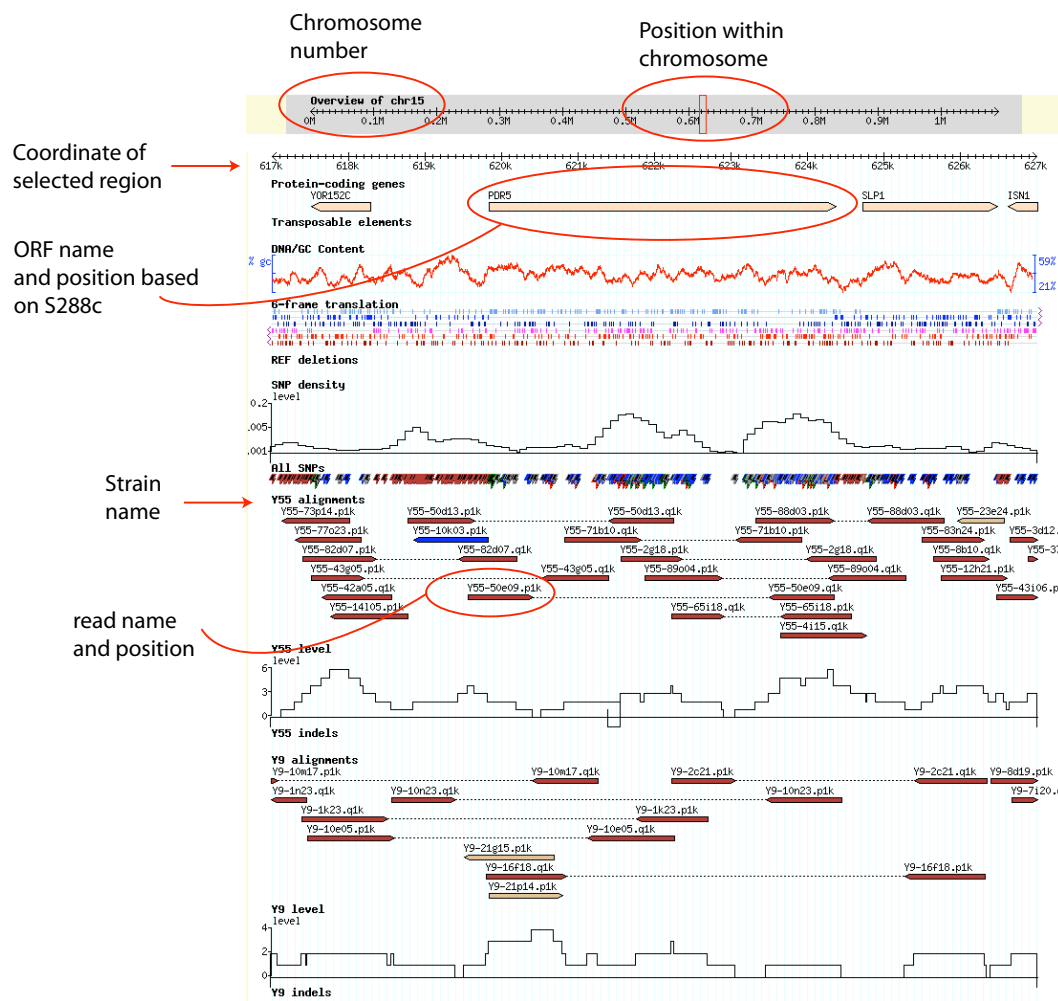 Chromosome
number
Position within
chromosome
Overview of chr15
0M 0.1M 0.2M 0.3M 0.4M 0.5M 0.6M 0.7M 0.8M 0.9M 1M
Coordinate of
selected region
617k 618k 619k 620k 621k 622k 623k 624k 625k 626k 627k
Protein-coding genes
YOR152C PDR5 SLP1 ISN1
Transposable elements
ORF name
and position based
on S288c
DNA/GC Content
% gc 59%
21%
6-frame translation
REF deletions
SNP density
level
0.2
.005
.001
All SNPs
Strain
name
Y55 alignments
Y55-73p14.p1k Y55-50d13.p1k Y55-50d13.q1k Y55-88d03.p1k Y55-88d03.q1k Y55-23e24.p1k
Y55-77o23.p1k Y55-10k03.p1k Y55-71b10.q1k Y55-71b10.p1k Y55-83n24.p1k Y55-3d12.
Y55-82d07.p1k Y55-82d07.q1k Y55-2g18.p1k Y55-2g18.q1k Y55-8b10.q1k
Y55-43g05.p1k Y55-43g05.q1k Y55-89o04.p1k Y55-89o04.q1k Y55-12h21.p1k
Y55-42a05.q1k Y55-50e09.p1k Y55-50e09.q1k Y55-43i06.p
Y55-14l05.p1k Y55-65i18.q1k Y55-65i18.p1k
Y55-4i15.q1k
read name
and position
Y55 level
level
6
3
0
Y55 indels
Y9 alignments
Y9-10m17.p1k Y9-10m17.q1k Y9-2c21.p1k Y9-2c21.q1k Y9-8d19.p1k
Y9-1n23.q1k Y9-10n23.q1k Y9-10n23.p1k Y9-7i20.
Y9-1k23.q1k Y9-1k23.p1k
Y9-10e05.p1k Y9-10e05.q1k
Y9-21g15.p1k
Y9-16f18.q1k Y9-16f18.p1k
Y9-21p14.p1k
Y9 level
level
4
2
0
Y9 indels